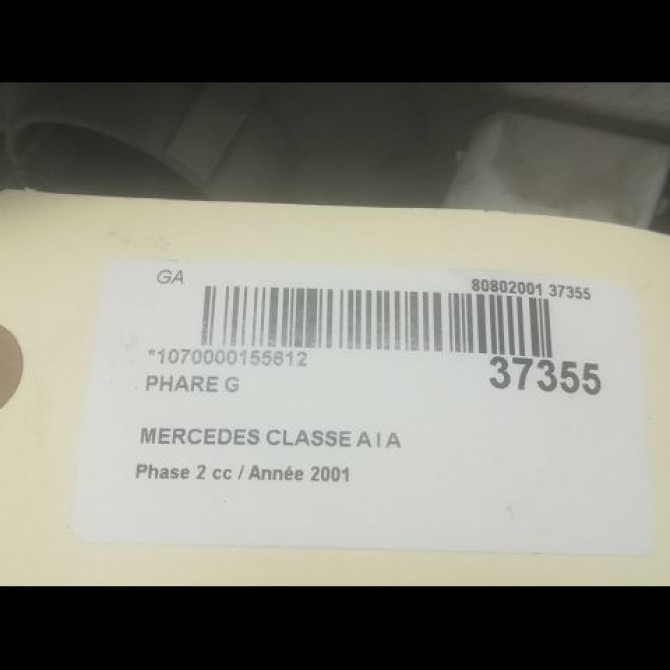 GA
80802001 37355
*1070000155612
37355
PHARE G
MERCEDES CLASSE A I A
Phase 2 cc / Année 2001